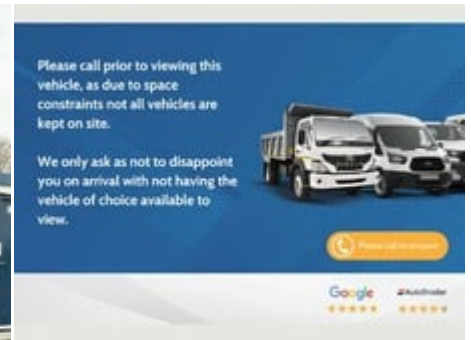 Please call prior to viewing this
vehicle, as due to space
constraints not all vehicles are
kept on site.
We only ask as not to disappoint
you on arrival with not having the
vehicle of choice available to
view.
Please call to enquire
Google
AutoTrader